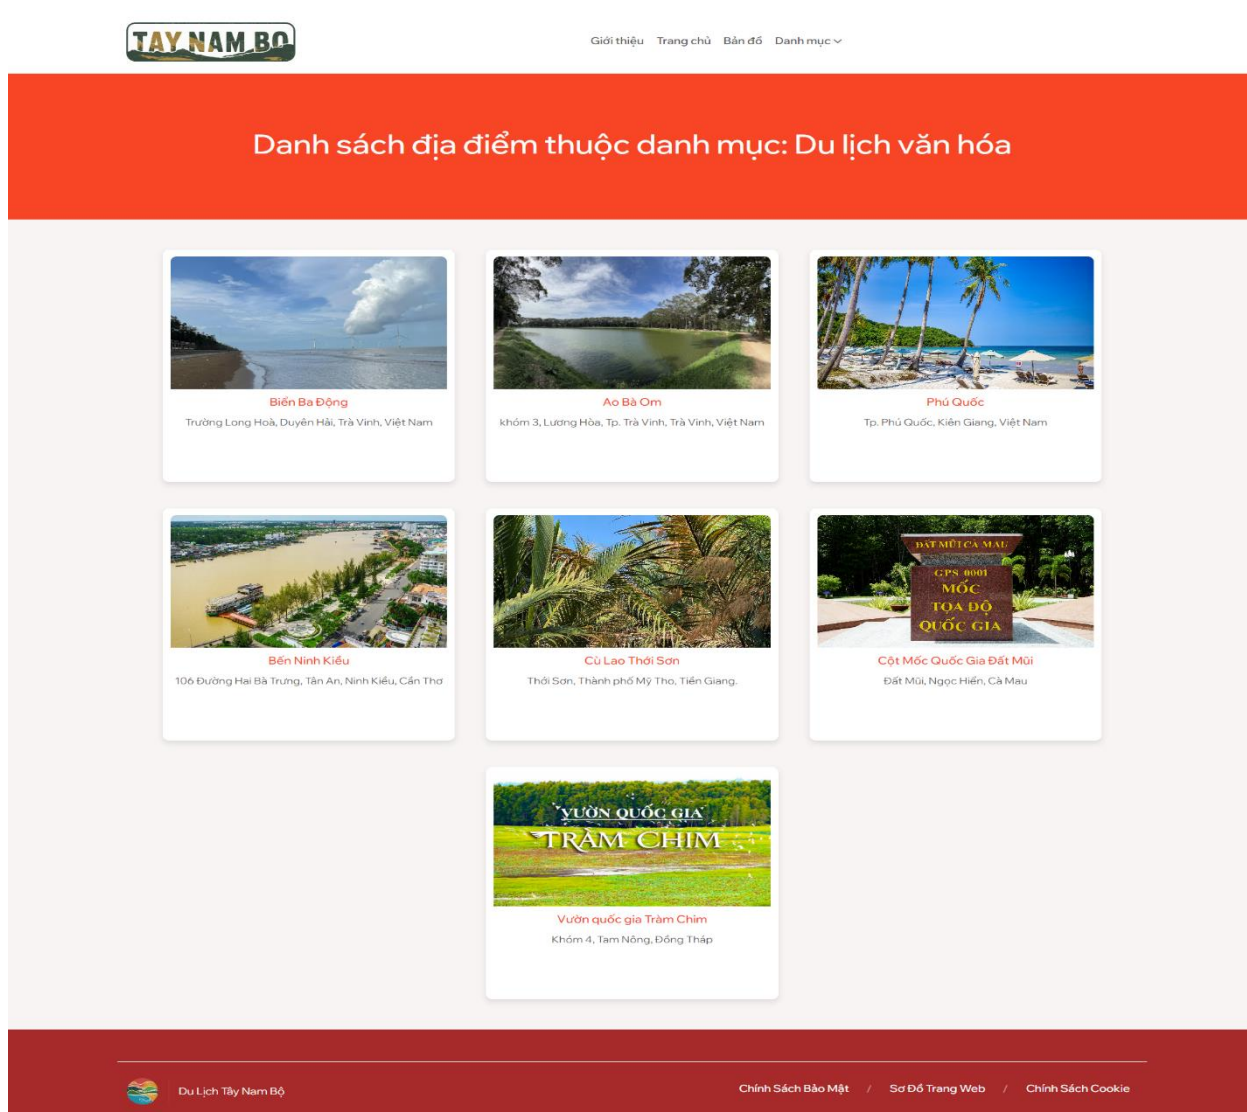 TAY NAM BO
Giới thiệu Trang chủ Bản đồ Danh mục
Danh sách địa điểm thuộc danh mục: Du lịch văn hóa
Biển Ba Động
Trường Long Hoà, Duyên Hải, Trà Vinh, Việt Nam
Ao Bà Om
khóm 3, Lương Hòa, Tp. Trà Vinh, Trà Vinh, Việt Nam
Phú Quốc
Tp. Phú Quốc, Kiên Giang, Việt Nam
Bến Ninh Kiều
106 Đường Hai Bà Trưng, Tân An, Ninh Kiều, Cần Thơ
Cù Lao Thới Sơn
Thới Sơn, Thành phố Mỹ Tho, Tiền Giang.
ĐẤT MŨI CÀ MAU
GPS 0001
MỐC
TỌA ĐỘ
QUỐC GIA
Cột Mốc Quốc Gia Đất Mũi
Đất Mũi, Ngọc Hiển, Cà Mau
VƯỜN QUỐC GIA
TRÀM CHIM
Vườn quốc gia Tràm Chim
Khóm 4, Tam Nông, Đồng Tháp
Du Lịch Tây Nam Bộ
Chính Sách Bảo Mật / Sơ Đồ Trang Web / Chính Sách Cookie